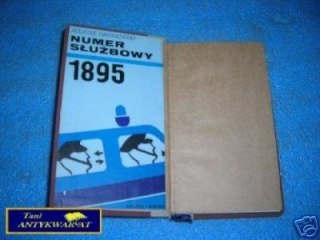 NUMER
SŁUŻBOWY
1895
Tani
ANTYKWARIAT